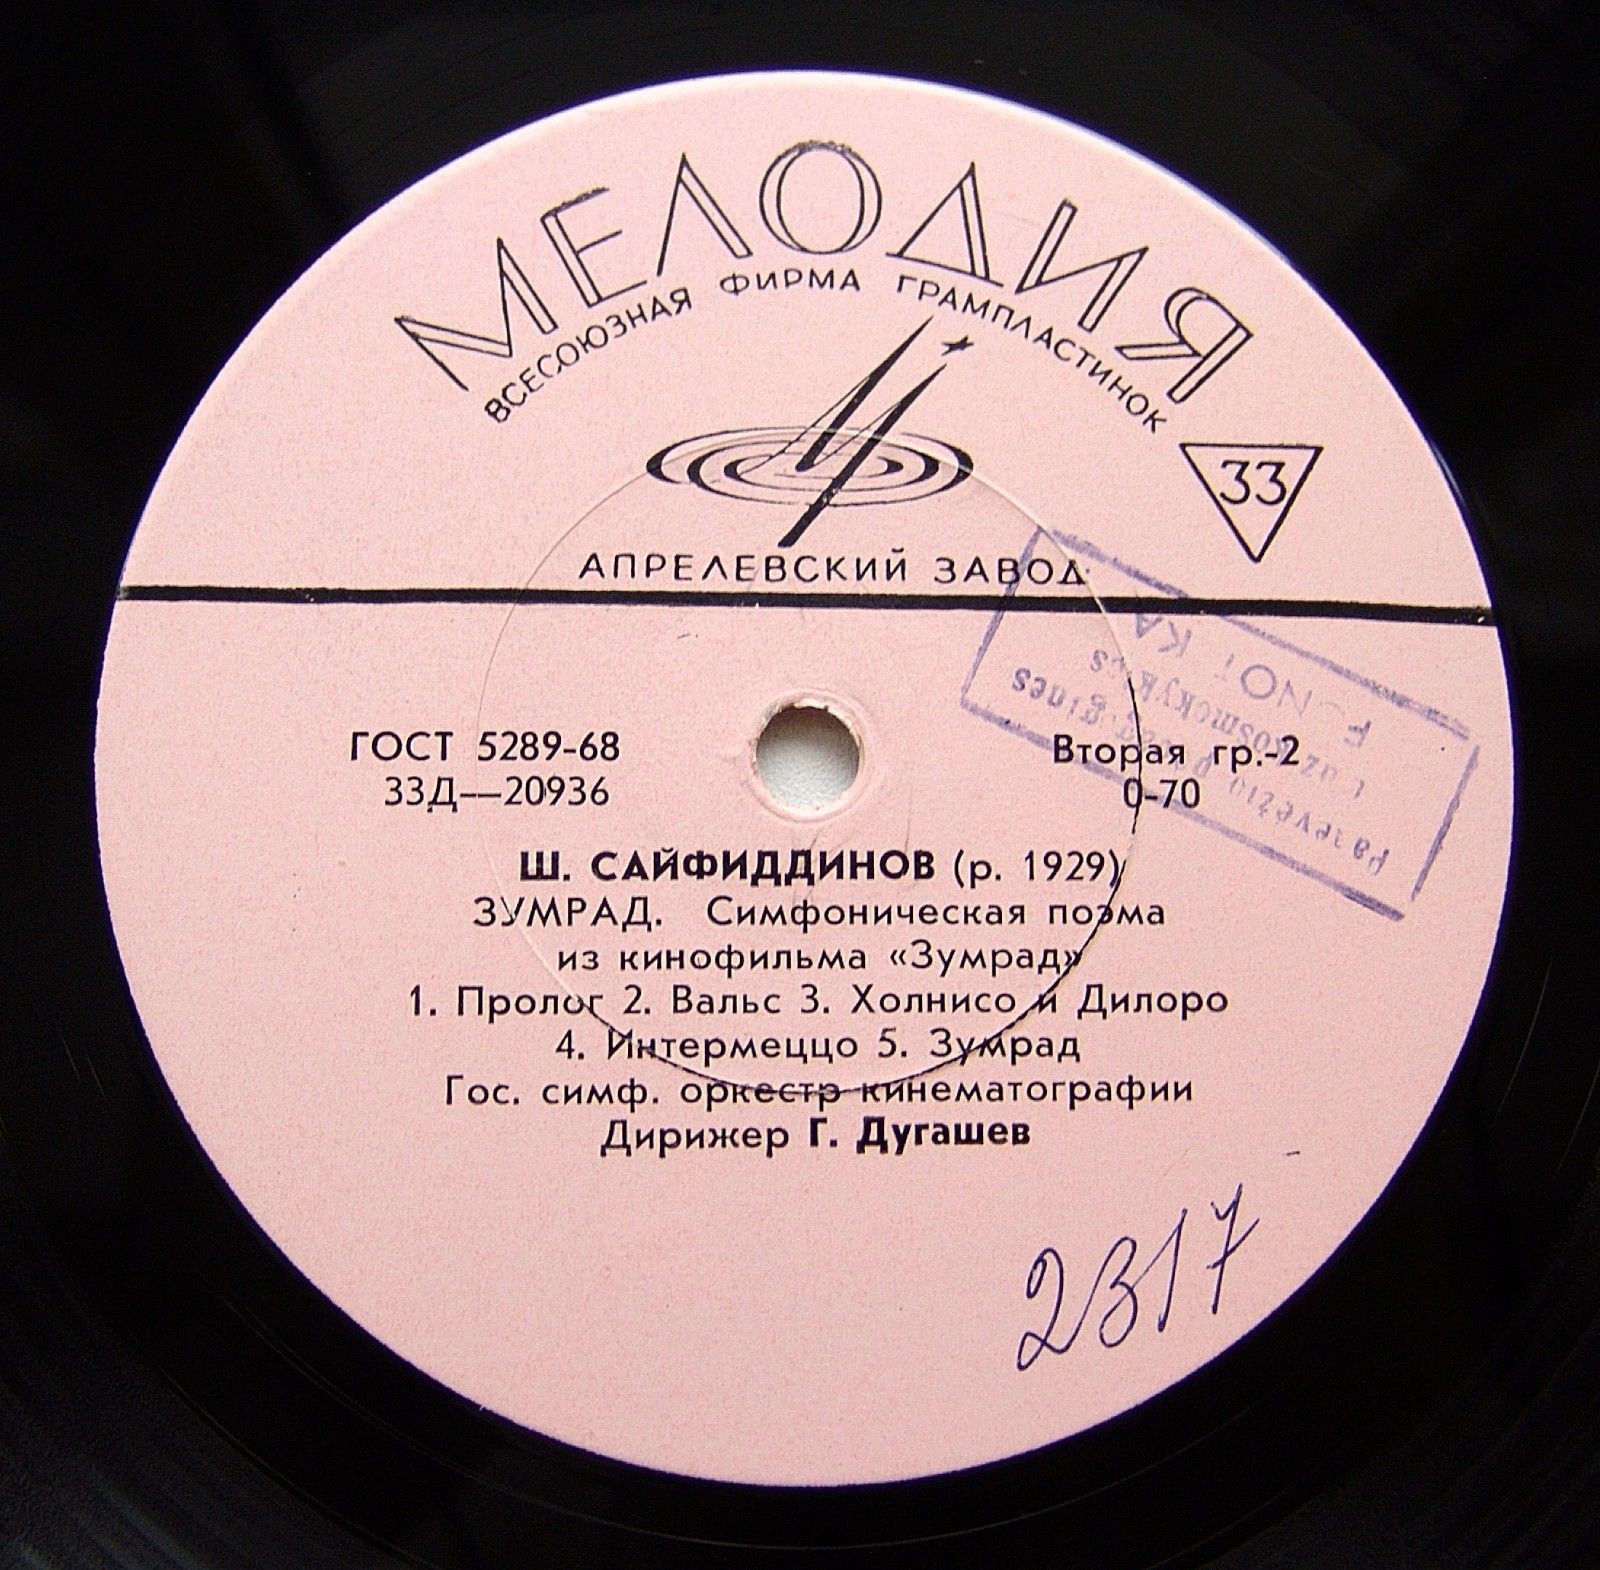 МЕЛОДИЯ
ВСЕСОЮЗНАЯ ФИРМА ГРАМПЛАСТИНОК
33
АПРЕЛЕВСКИЙ ЗАВОД
ГОСТ 5289-68
33Д—20936
Вторая гр.-2
0-70
Ш. САЙФИДДИНОВ (р. 1929)
ЗУМРАД. Симфоническая поэма
из кинофильма «Зумрад»
1. Пролог 2. Вальс 3. Холнисо и Дилоро
4. Интермеццо 5. Зумрад
Гос. симф. оркестр кинематографии
Дирижер Г. Дугашев
2317